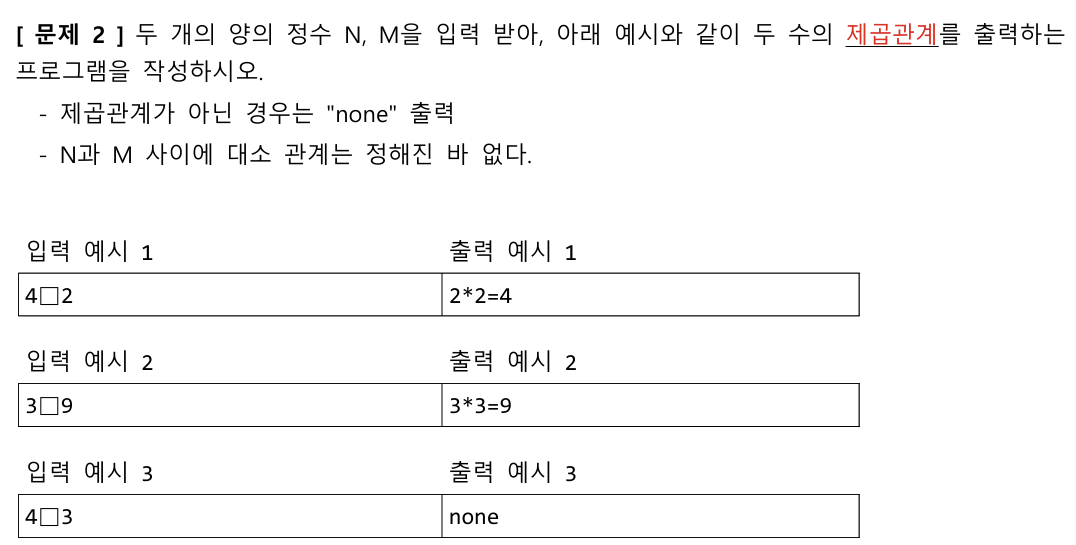 [ 문제 2 ] 두 개의 양의 정수 N, M을 입력 받아, 아래 예시와 같이 두 수의 제곱관계를 출력하는
프로그램을 작성하시오.
- 제곱관계가 아닌 경우는 "none" 출력
- N과 M 사이에 대소 관계는 정해진 바 없다.
입력 예시 1 출력 예시 1
4□2 2*2=4
입력 예시 2 출력 예시 2
3□9 3*3=9
입력 예시 3 출력 예시 3
4□3 none